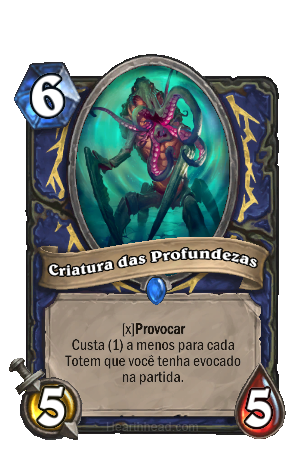 6
Criatura das Profundezas
[x]Provocar
Custa (1) a menos para cada
Totem que você tenha evocado
na partida.
5
5
Hearthhead.com